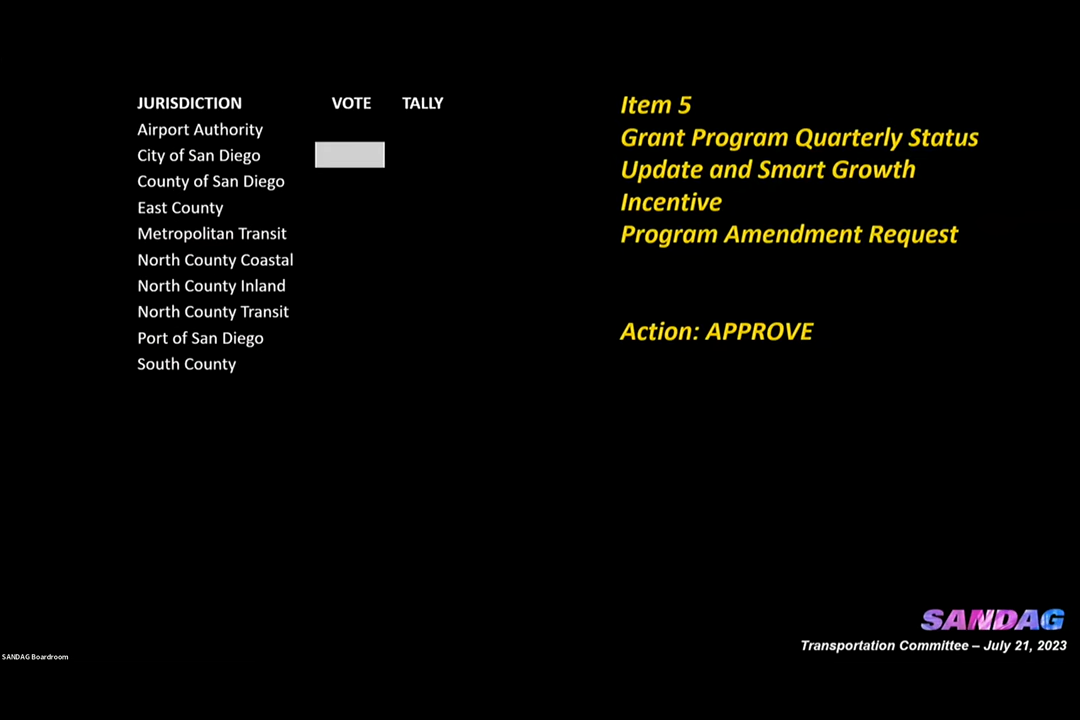 JURISDICTION VOTE TALLY
Airport Authority
City of San Diego
County of San Diego
East County
Metropolitan Transit
North County Coastal
North County Inland
North County Transit
Port of San Diego
South County
Item 5
Grant Program Quarterly Status
Update and Smart Growth
Incentive
Program Amendment Request
Action: APPROVE
SANDAG
Transportation Committee – July 21, 2023
SANDAG Boardroom